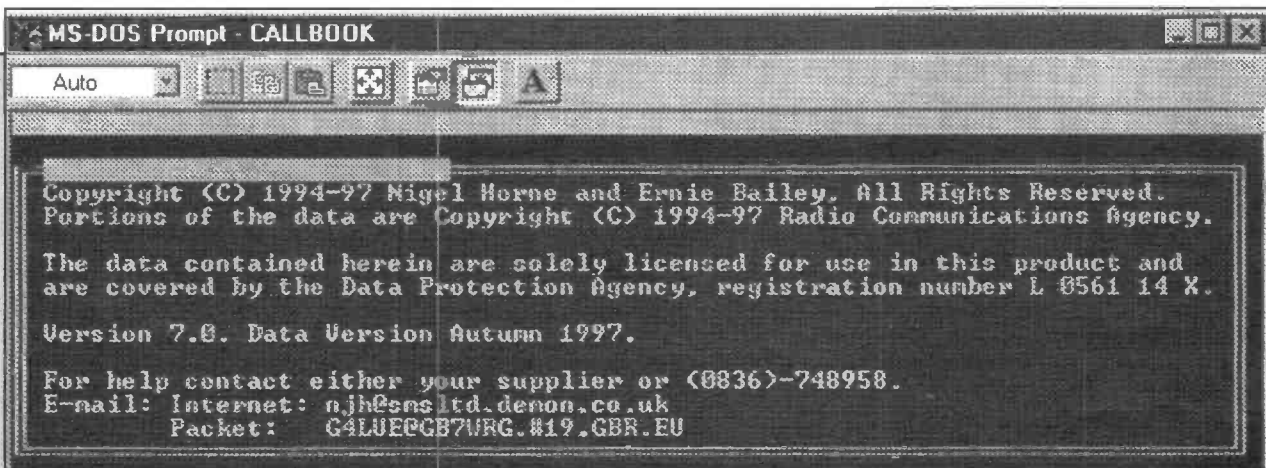 MS-DOS Prompt - CALLBOOK
Auto
A
Copyright (C) 1994-97 Nigel Horne and Ernie Bailey. All Rights Reserved.
Portions of the data are Copyright (C) 1994-97 Radio Communications Agency.
The data contained herein are solely licensed for use in this product and
are covered by the Data Protection Agency, registration number L 0561 14 X.
Version 7.0. Data Version Autumn 1997.
For help contact either your supplier or (0836)-748958.
E-mail: Internet: njh@smsltd.demon.co.uk
Packet: G4LUE@GB7WRG.#19.GBR.EU